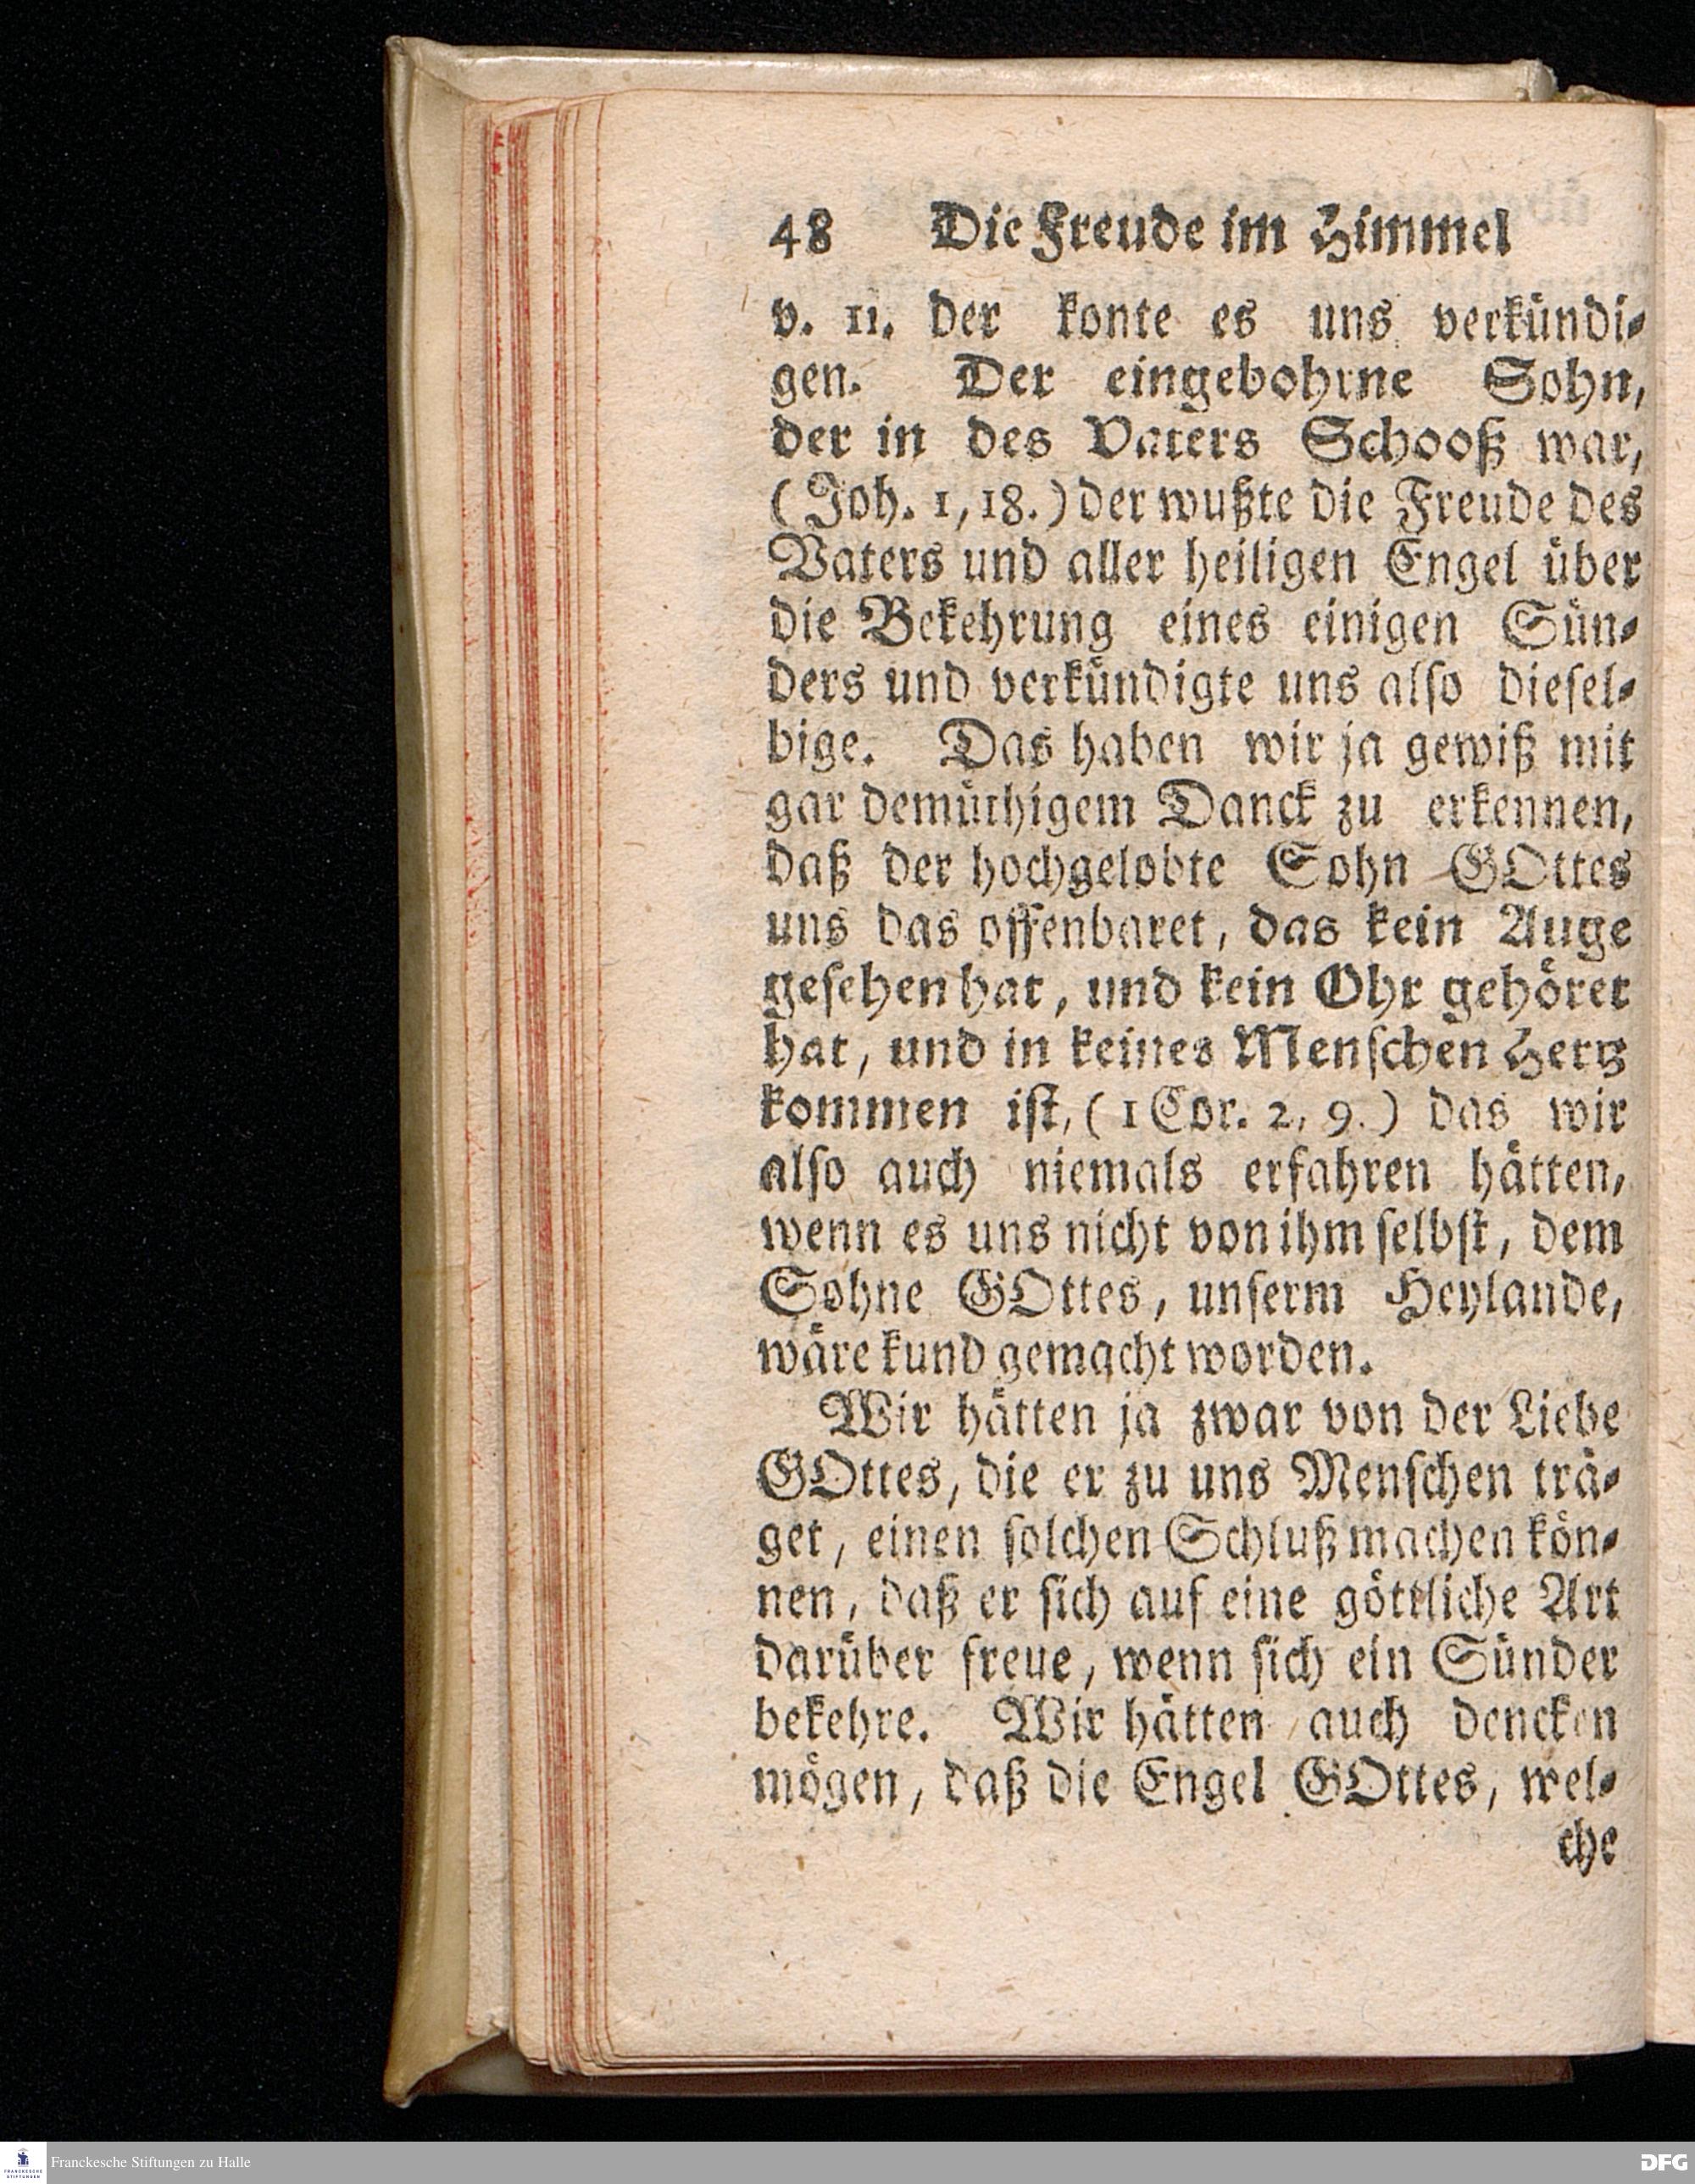 48 Die Freude im Himmel
v. 11. der konte es uns verkündi-
gen. Der eingebohrne Sohn,
der in des Vaters Schooß war,
(Joh. 1, 18.) der wußte die Freude des
Vaters und aller heiligen Engel über
die Bekehrung eines einigen Sün-
ders und verkündigte uns also diesel-
bige. Das haben wir ja gewiß mit
gar demüthigem Danck zu erkennen,
daß der hochgelobte Sohn GOttes
uns das offenbaret, das kein Auge
gesehen hat, und kein Ohr gehöret
hat, und in keines Menschen Hertz
kommen ist, (1 Cor. 2, 9.) das wir
also auch niemals erfahren hätten,
wenn es uns nicht von ihm selbst, dem
Sohne GOttes, unserm Heylande,
wäre kund gemacht worden.
Wir hätten ja zwar von der Liebe
GOttes, die er zu uns Menschen trä-
get, einen solchen Schluß machen kön-
nen, daß er sich auf eine göttliche Art
darüber freue, wenn sich ein Sünder
bekehre. Wir hätten auch dencken
mögen, daß die Engel GOttes, wel-
che
FRANCKESCHE
STIFTUNGEN
Franckesche Stiftungen zu Halle
DFG